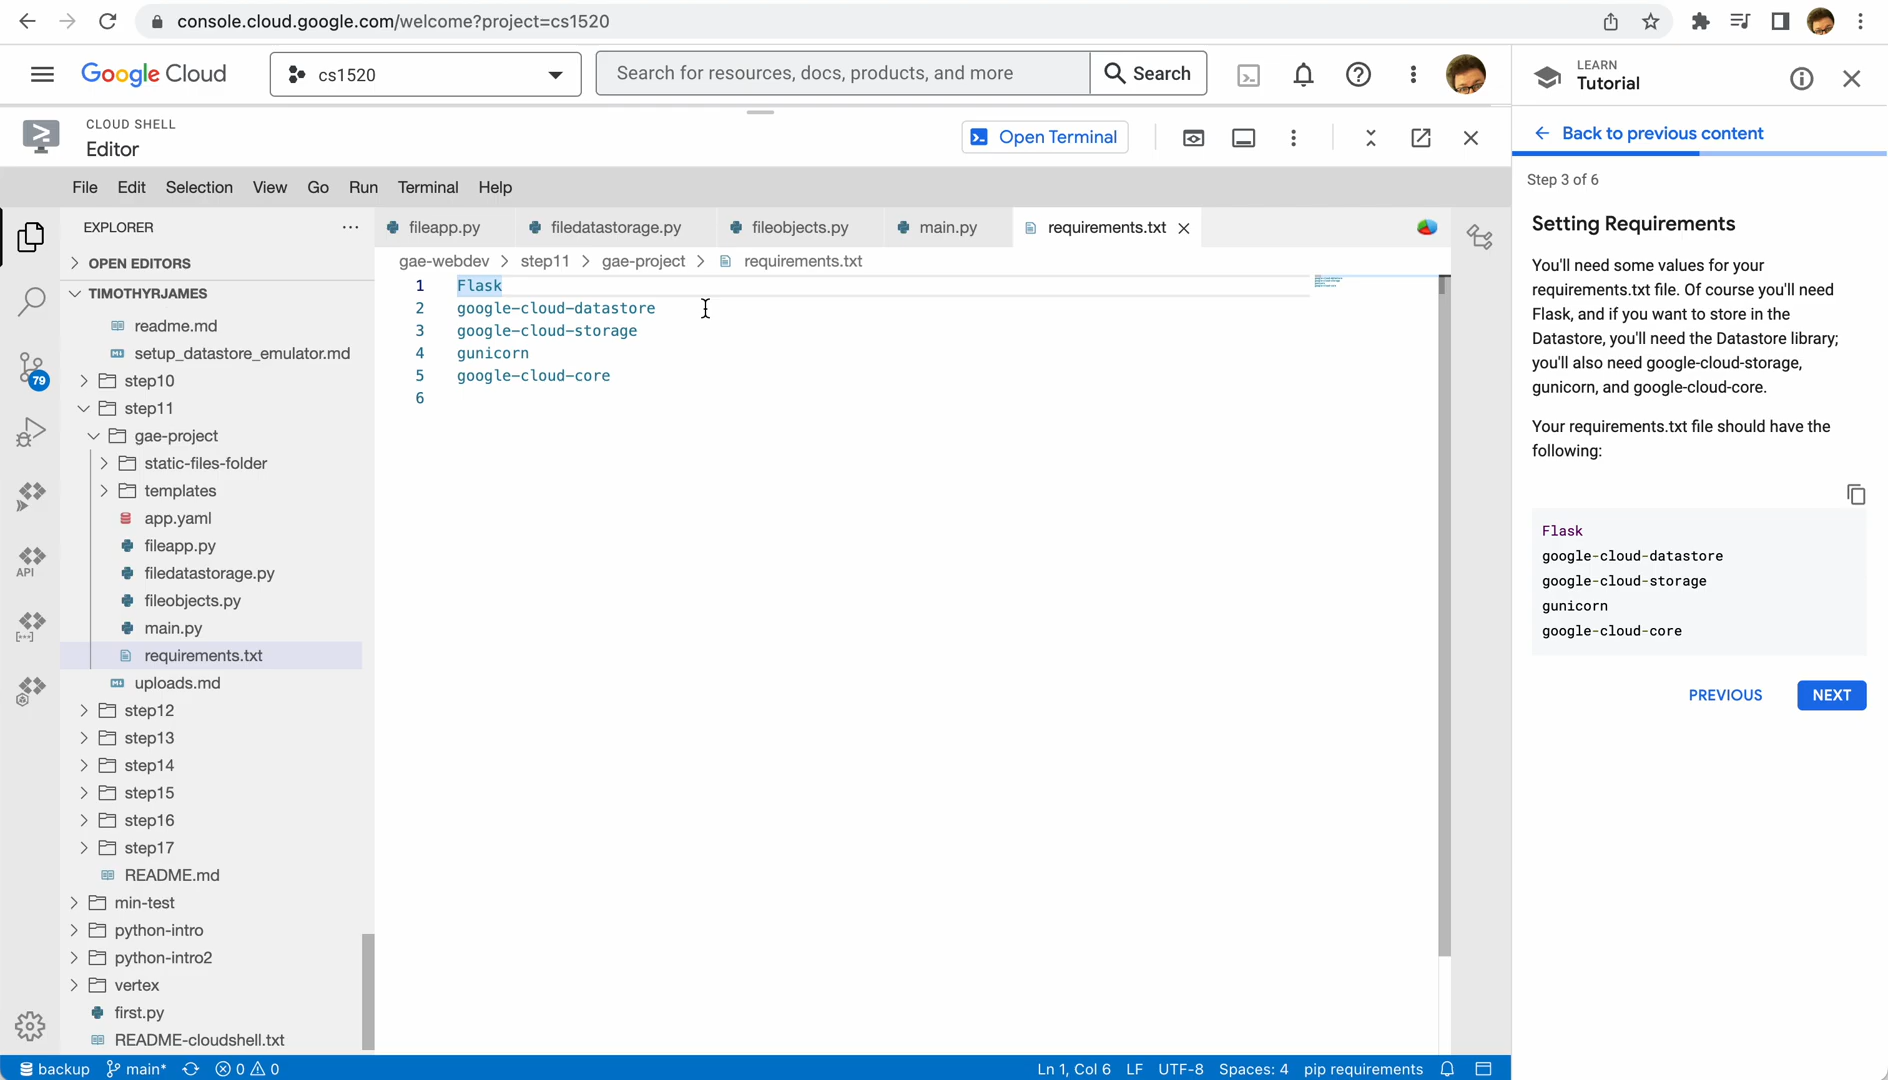 console.cloud.google.com/welcome?project=cs1520
Google Cloud
cs1520
Search for resources, docs, products, and more
Search
LEARN
Tutorial
CLOUD SHELL
Editor
Open Terminal
Back to previous content
File Edit Selection View Go Run Terminal Help
Step 3 of 6
EXPLORER
fileapp.py
filedatastorage.py
fileobjects.py
main.py
requirements.txt
gae-webdev > step11 > gae-project > requirements.txt
OPEN EDITORS
TIMOTHYRJAMES
readme.md
setup_datastore_emulator.md
step10
step11
gae-project
static-files-folder
templates
app.yaml
fileapp.py
filedatastorage.py
fileobjects.py
main.py
requirements.txt
uploads.md
step12
step13
step14
step15
step16
step17
README.md
min-test
python-intro
python-intro2
vertex
first.py
README-cloudshell.txt
79
API
1 Flask
2 google-cloud-datastore
3 google-cloud-storage
4 gunicorn
5 google-cloud-core
6
Setting Requirements
You'll need some values for your
requirements.txt file. Of course you'll need
Flask, and if you want to store in the
Datastore, you'll need the Datastore library;
you'll also need google-cloud-storage,
gunicorn, and google-cloud-core.
Your requirements.txt file should have the
following:
Flask
google-cloud-datastore
google-cloud-storage
gunicorn
google-cloud-core
PREVIOUS
NEXT
backup main* 0 0
Ln 1, Col 6 LF UTF-8 Spaces: 4 pip requirements